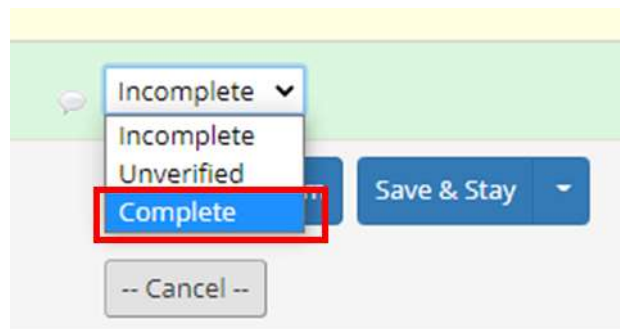 Incomplete
Incomplete
Unverified
Complete
Save & Stay
-- Cancel --